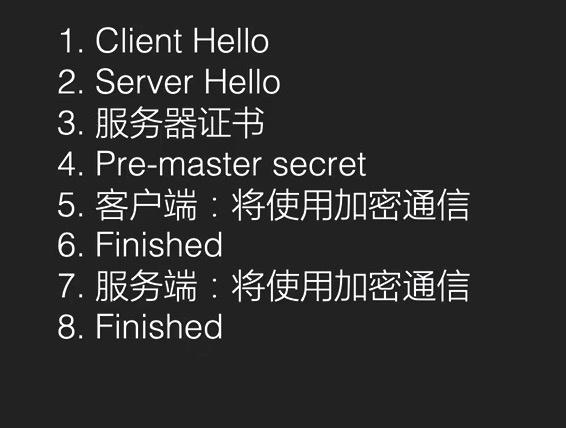 1. Client Hello
2. Server Hello
3. 服务器证书
4. Pre-master secret
5. 客户端：将使用加密通信
6. Finished
7. 服务端：将使用加密通信
8. Finished